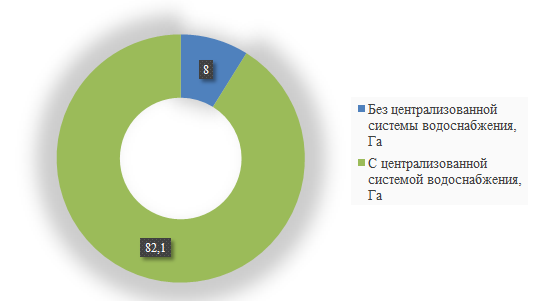 8
82,1
Без централизованной
системы водоснабжения,
Га
С централизованной
системой водоснабжения,
Га